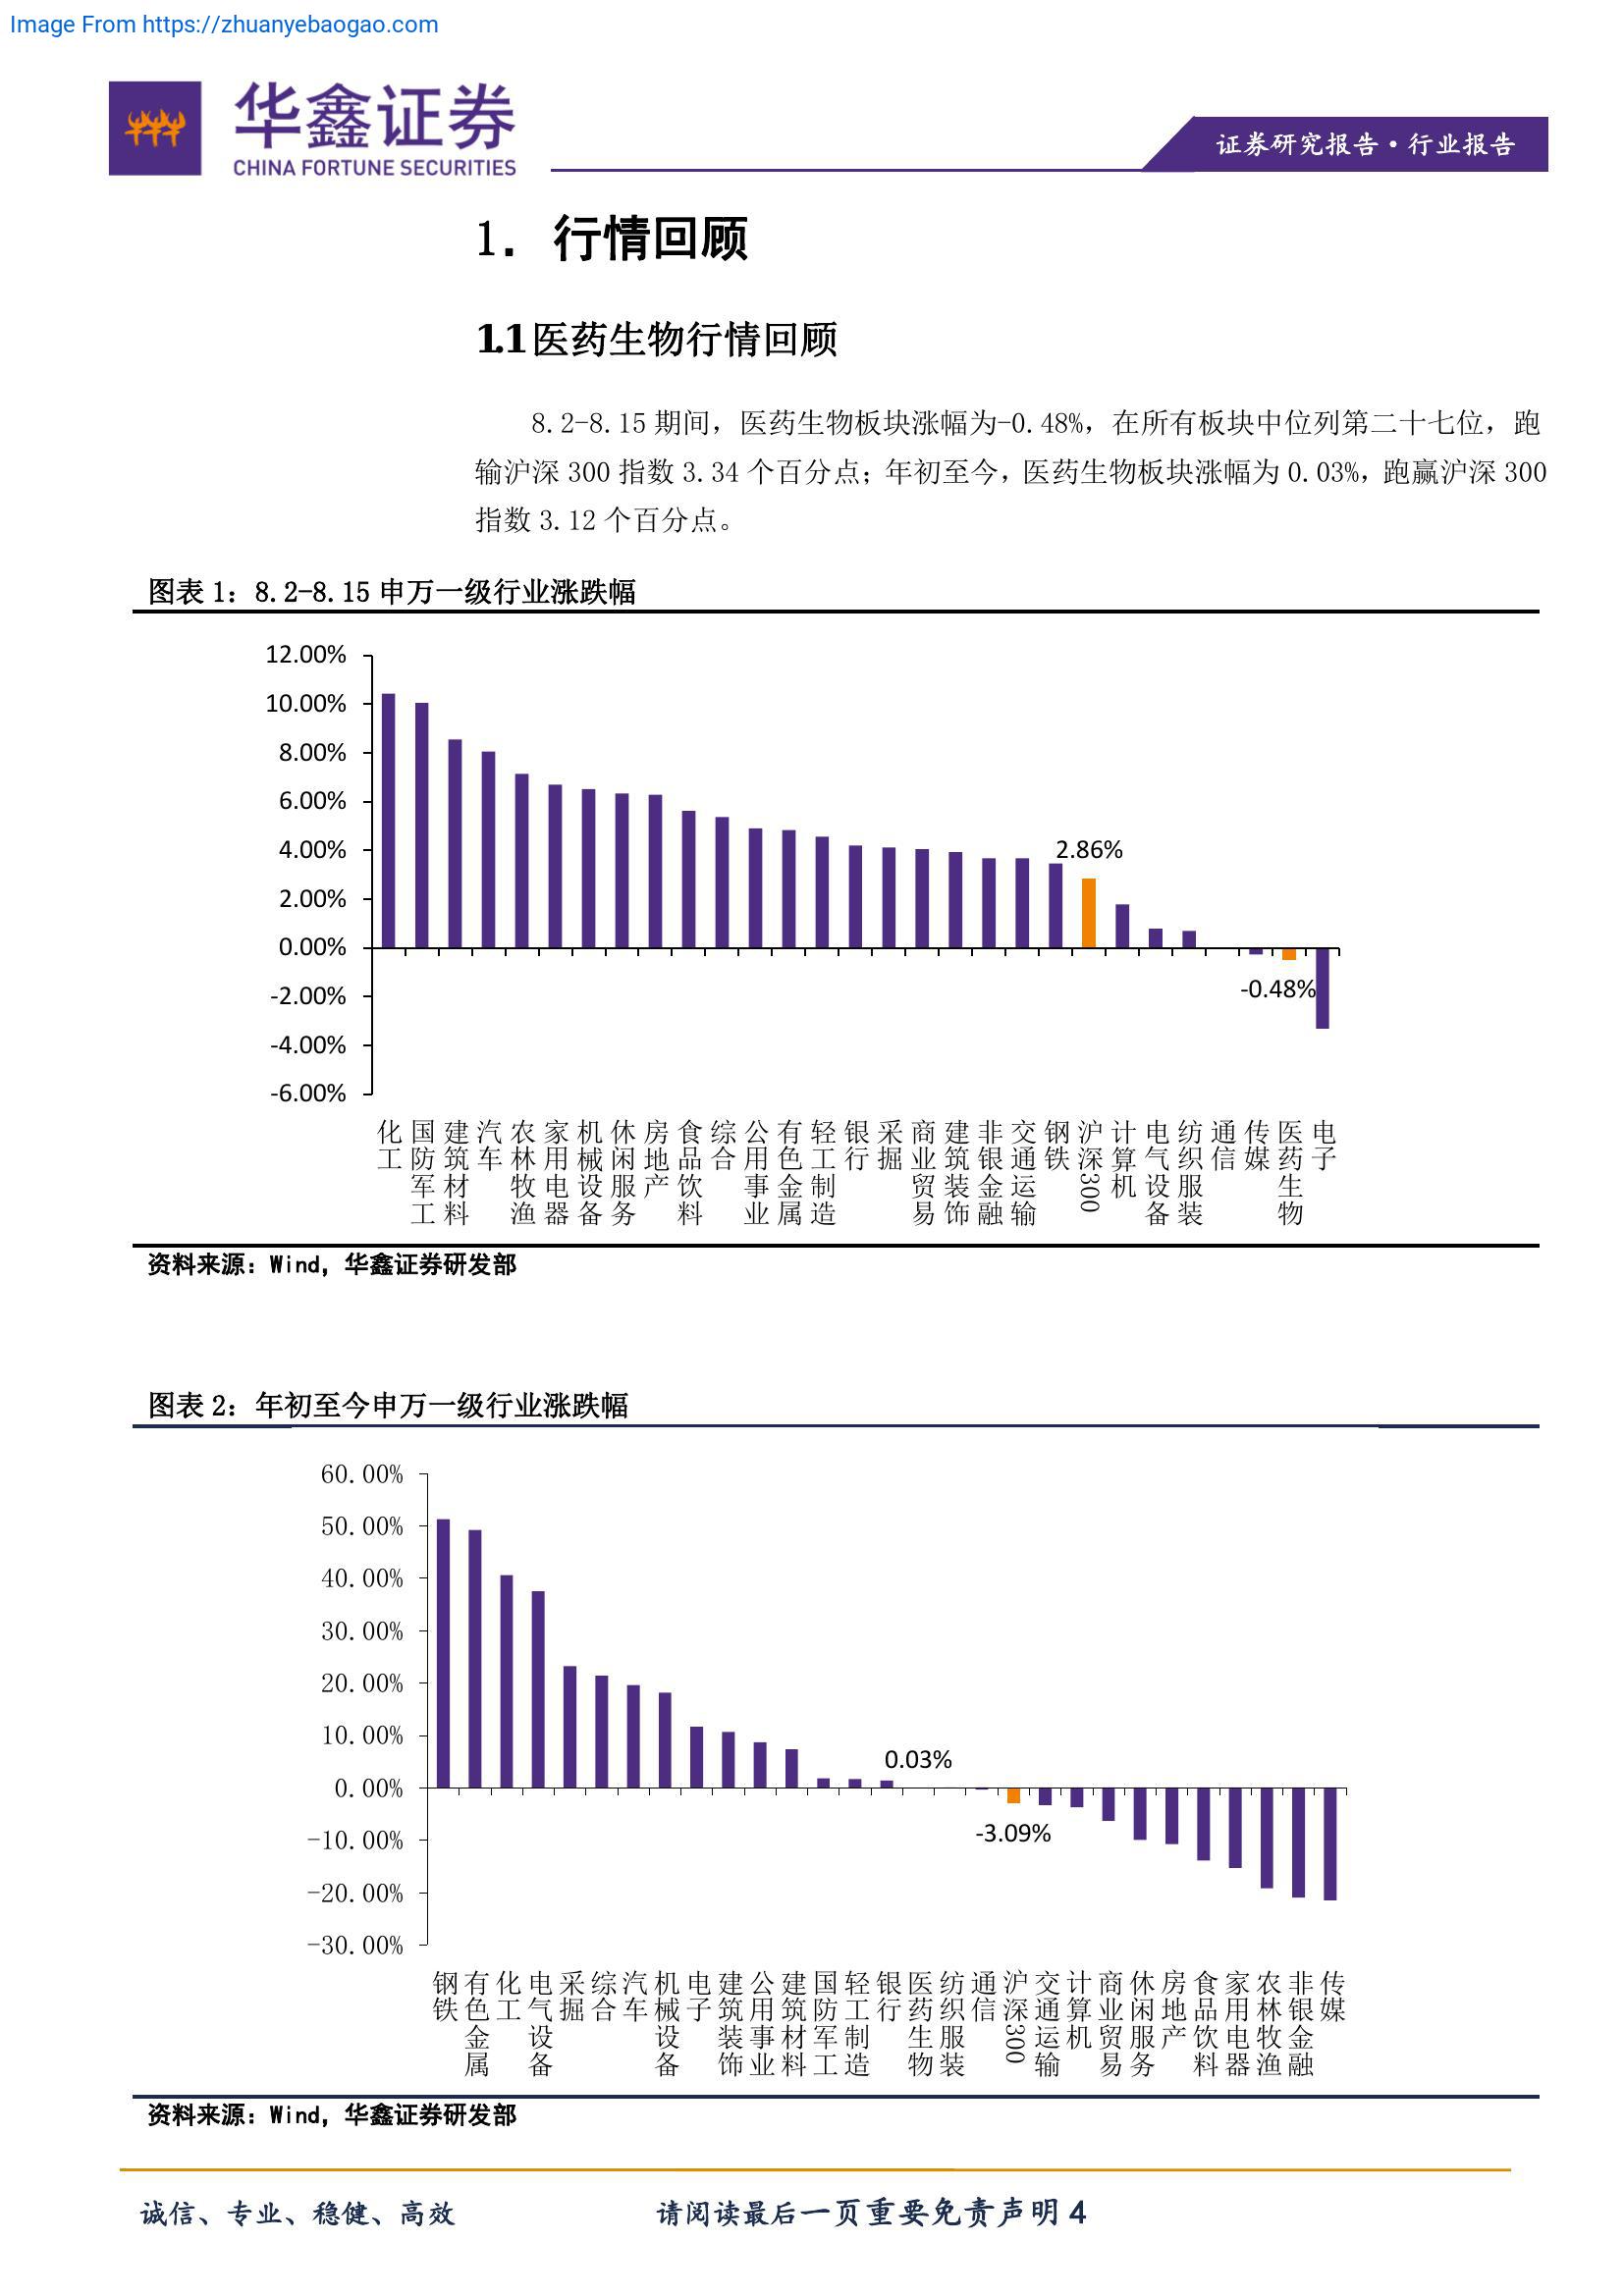 Image From https://zhuanyebaogao.com
华鑫证券
CHINA FORTUNE SECURITIES
证券研究报告·行业报告
1. 行情回顾
1.1医药生物行情回顾
8.2-8.15 期间，医药生物板块涨幅为-0.48%，在所有板块中位列第二十七位，跑
输沪深 300 指数 3.34 个百分点；年初至今，医药生物板块涨幅为 0.03%，跑赢沪深 300
指数 3.12 个百分点。
图表 1：8.2-8.15 申万一级行业涨跌幅
12.00%
10.00%
8.00%
6.00%
4.00%
2.00%
0.00%
-2.00%
-4.00%
-6.00%
2.86%
-0.48%
化工
国防军工
建筑材料
汽车
农林牧渔
家用电器
机械设备
休闲服务
房地产
食品饮料
综合
公用事业
有色金属
轻工制造
银行
采掘
商业贸易
建筑装饰
非银金融
交通运输
钢铁
沪深300
计算机
电气设备
纺织服装
通信
传媒
医药生物
电子
资料来源：Wind，华鑫证券研发部
图表 2：年初至今申万一级行业涨跌幅
60.00%
50.00%
40.00%
30.00%
20.00%
10.00%
0.00%
-10.00%
-20.00%
-30.00%
0.03%
-3.09%
钢铁
有色金属
化工
电气设备
采掘
综合
汽车
机械设备
电子
建筑装饰
公用事业
建筑材料
国防军工
轻工制造
银行
医药生物
纺织服装
通信
沪深300
交通运输
计算机
商业贸易
休闲服务
房地产
食品饮料
家用电器
农林牧渔
非银金融
传媒
资料来源：Wind，华鑫证券研发部
诚信、专业、稳健、高效
请阅读最后一页重要免责声明 4